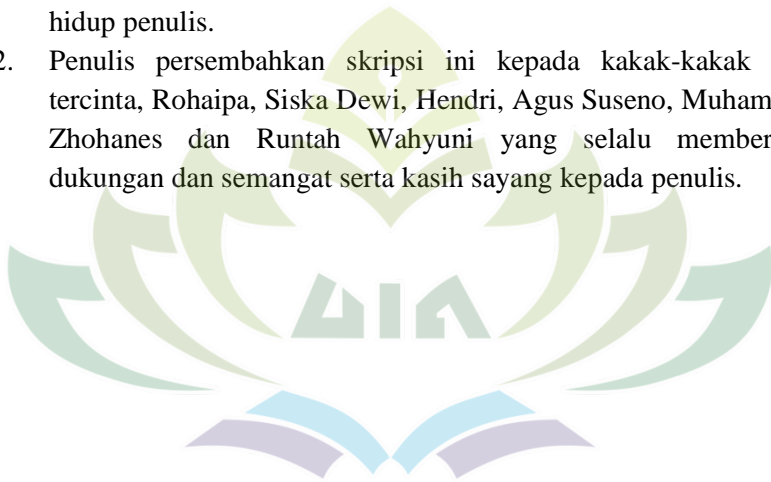 hidup penulis.
2. Penulis persembahkan skripsi ini kepada kakak-kakak
tercinta, Rohaipa, Siska Dewi, Hendri, Agus Suseno, Muham
Zhohanes dan Runtah Wahyuni yang selalu member
dukungan dan semangat serta kasih sayang kepada penulis.
UIN